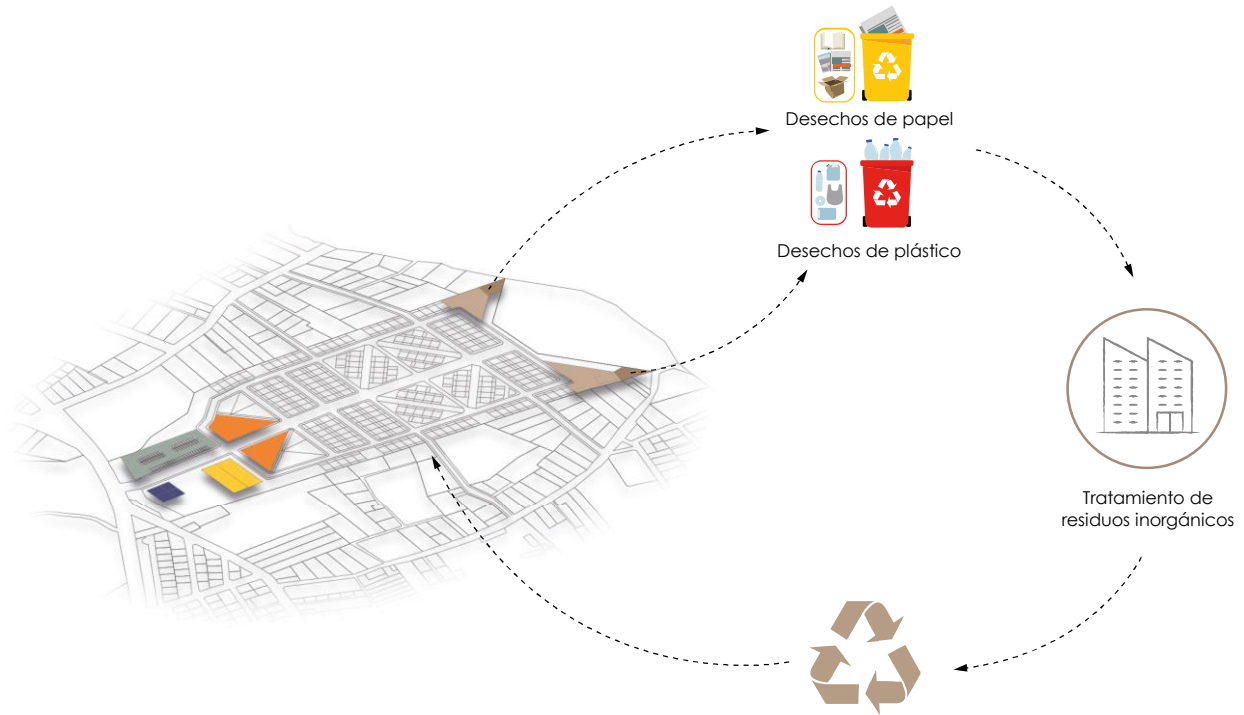 Desechos de papel
Desechos de plástico
Tratamiento de
residuos inorgánicos